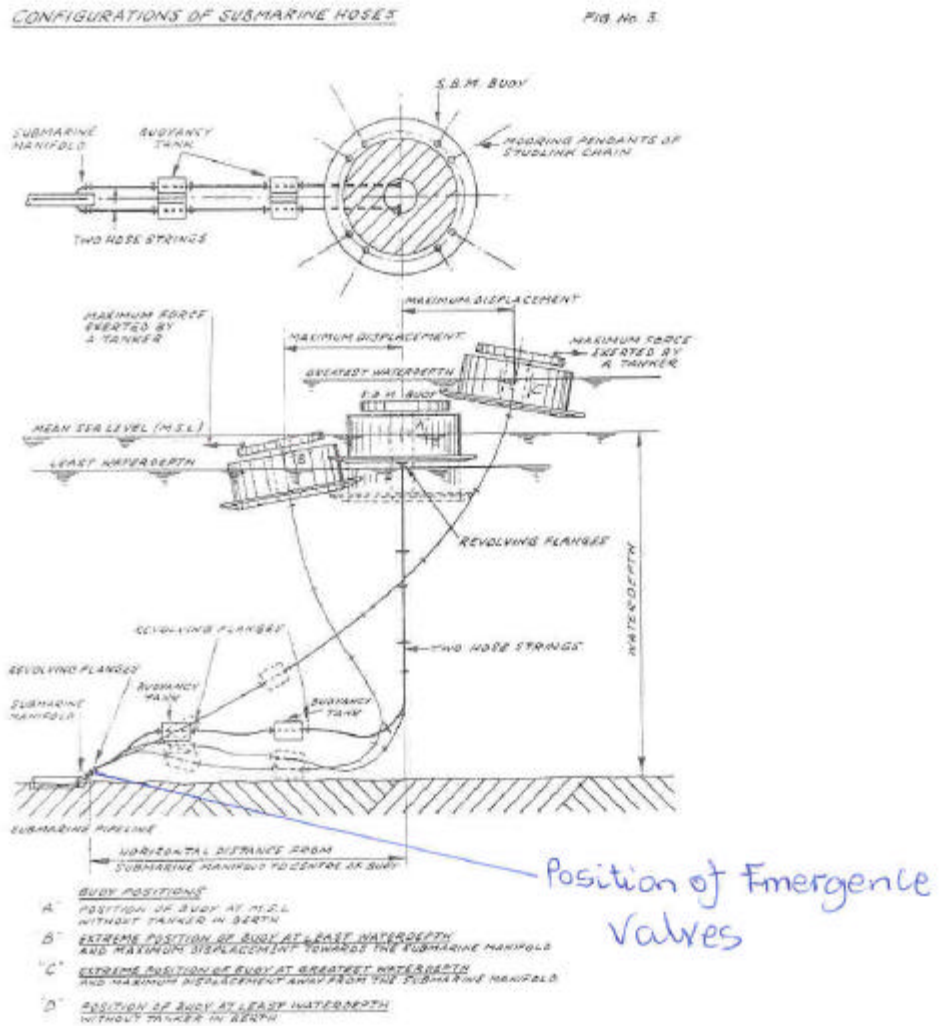 CONFIGURATIONS OF SUBMARINE HOSES
FIG. No. 3.
S.B.M. BUOY
SUBMARINE
MANIFOLD
BUOYANCY
TANK
MOORING PENDANTS OF
STUDLINK CHAIN
TWO HOSE STRINGS
MAXIMUM DISPLACEMENT
MAXIMUM FORCE
EXERTED BY
A TANKER
MAXIMUM DISPLACEMENT
MAXIMUM FORCE
EXERTED BY
A TANKER
GREATEST WATERDEPTH
"C"
S.B.M. BUOY
"A"
MEAN SEA LEVEL (M.S.L)
"B"
LEAST WATERDEPTH
REVOLVING FLANGES
WATERDEPTH
REVOLVING FLANGES
TWO HOSE STRINGS
REVOLVING FLANGES
BUOYANCY
TANK
BUOYANCY
TANK
SUBMARINE
MANIFOLD
SUBMARINE PIPELINE
HORIZONTAL DISTANCE FROM
SUBMARINE MANIFOLD TO CENTRE OF BUOY
Position of Emergence
Valves
BUOY POSITIONS
"A" POSITION OF BUOY AT M.S.L
WITHOUT TANKER IN BERTH
"B" EXTREME POSITION OF BUOY AT LEAST WATERDEPTH
AND MAXIMUM DISPLACEMENT TOWARDS THE SUBMARINE MANIFOLD
"C" EXTREME POSITION OF BUOY AT GREATEST WATERDEPTH
AND MAXIMUM DISPLACEMENT AWAY FROM THE SUBMARINE MANIFOLD
"D" POSITION OF BUOY AT LEAST WATERDEPTH
WITHOUT TANKER IN BERTH